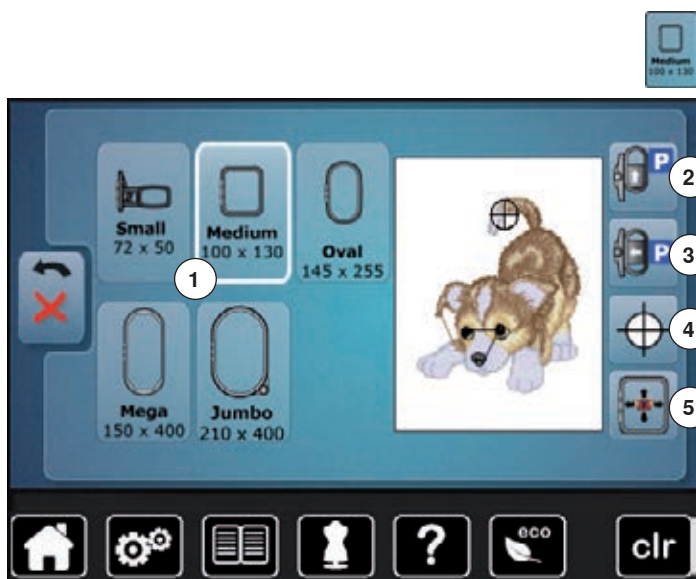 Medium
100 x 130
Small
72 x 50
Medium
100 x 130
Oval
145 x 255
1
Mega
150 x 400
Jumbo
210 x 400
P
2
P
3
4
5
?
eco
clr